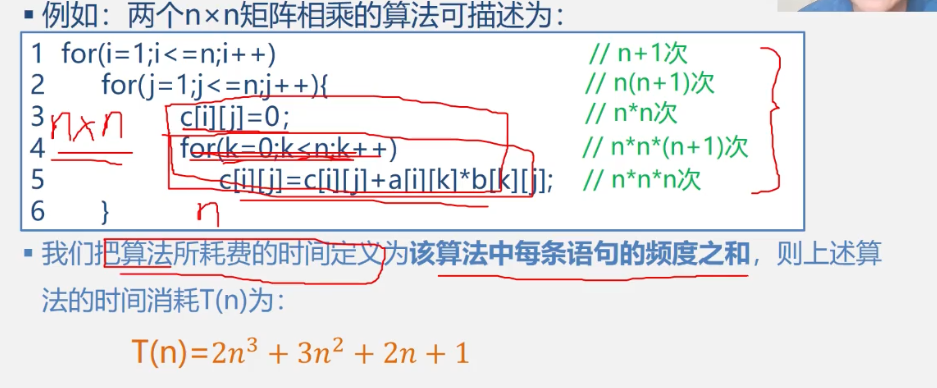 ▪ 例如：两个n×n矩阵相乘的算法可描述为：
1 for(i=1;i<=n;i++) // n+1次
2 for(j=1;j<=n;j++){ // n(n+1)次
3 c[i][j]=0; // n*n次
n×n
4 for(k=0;k<n;k++) // n*n*(n+1)次
5 c[i][j]=c[i][j]+a[i][k]*b[k][j]; // n*n*n次
6 } n
▪ 我们把算法所耗费的时间定义为该算法中每条语句的频度之和，则上述算
法的时间消耗T(n)为：
T(n)=2n³ + 3n² + 2n + 1